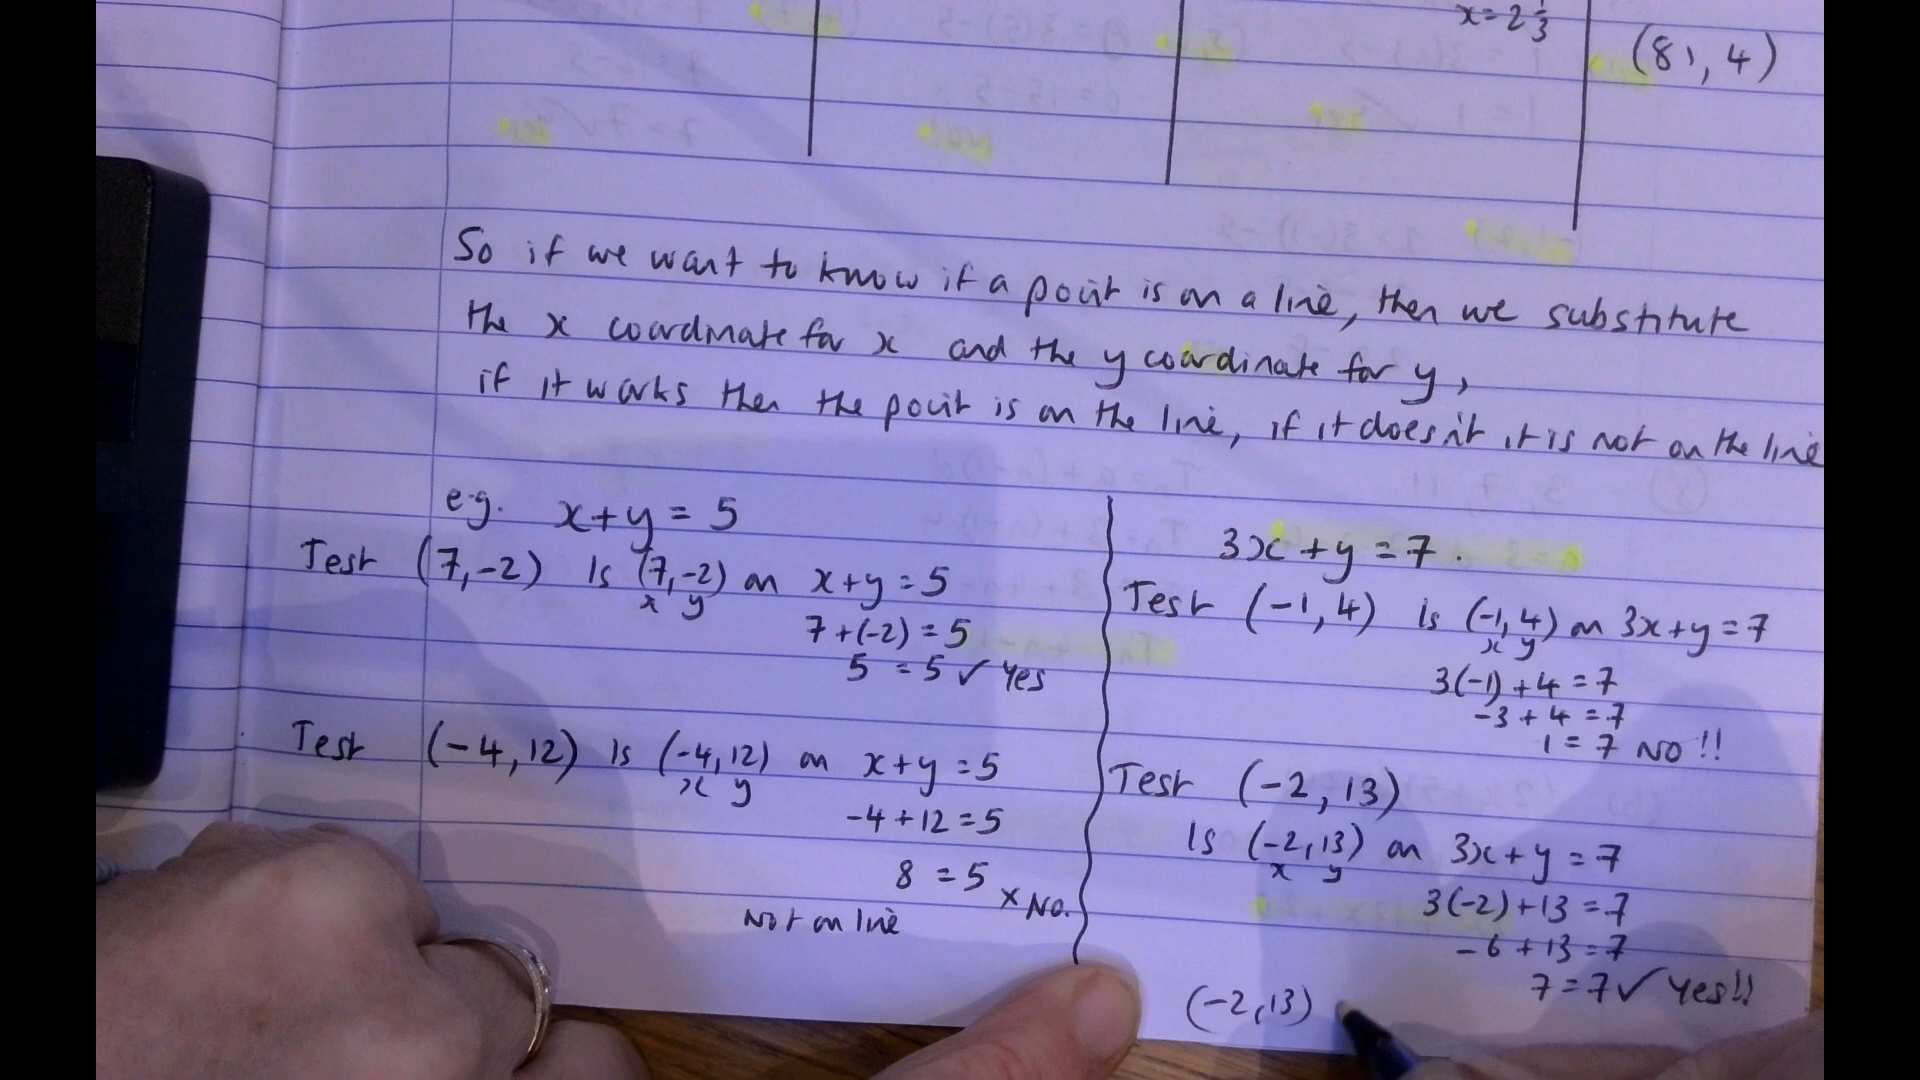 x=2⅓
(81, 4)
So if we want to know if a point is on a line, then we substitute
the x coordinate for x and the y coordinate for y,
if it works then the point is on the line, if it doesn't it is not on the line
e.g. x+y=5
Test (7,-2) Is (7,-2) on x+y=5
x y
7+(-2)=5
5=5✓ Yes
Test (-4,12) Is (-4,12) on x+y=5
x y
-4+12=5
8=5 × No.
Not on line
3x+y=7.
Test (-1,4) Is (-1,4) on 3x+y=7
x y
3(-1)+4=7
-3+4=7
1=7 NO!!
Test (-2,13)
Is (-2,13) on 3x+y=7
x y
3(-2)+13=7
-6+13=7
7=7✓ Yes!!
(-2,13)